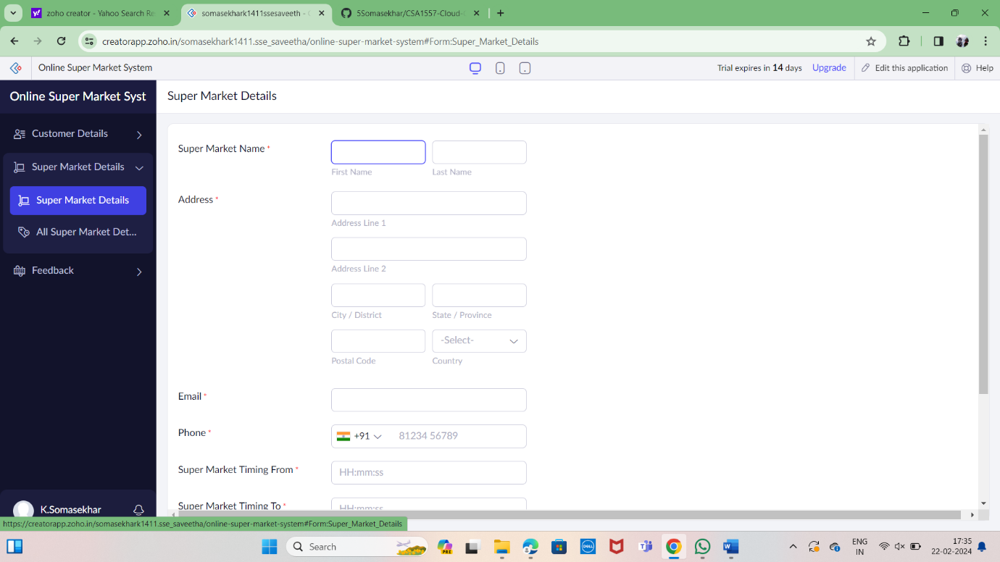 zoho creator - Yahoo Search Re
somasekhark1411ssesaveeth - 
5Somasekhar/CSA1557-Cloud-
creatorapp.zoho.in/somasekhark1411.sse_saveetha/online-super-market-system#Form:Super_Market_Details
Online Super Market System
Trial expires in 14 days
Upgrade
Edit this application
Help
Online Super Market Syst
Super Market Details
Customer Details
Super Market Details
Super Market Details
All Super Market Det...
Feedback
Super Market Name *
First Name
Last Name
Address *
Address Line 1
Address Line 2
City / District
State / Province
-Select-
Postal Code
Country
Email *
Phone *
+91
81234 56789
Super Market Timing From *
HH:mm:ss
Super Market Timing To *
HH:mm:ss
K.Somasekhar
https://creatorapp.zoho.in/somasekhark1411.sse_saveetha/online-super-market-system#Form:Super_Market_Details
Search
PRE
DELL
ENG
IN
17:35
22-02-2024